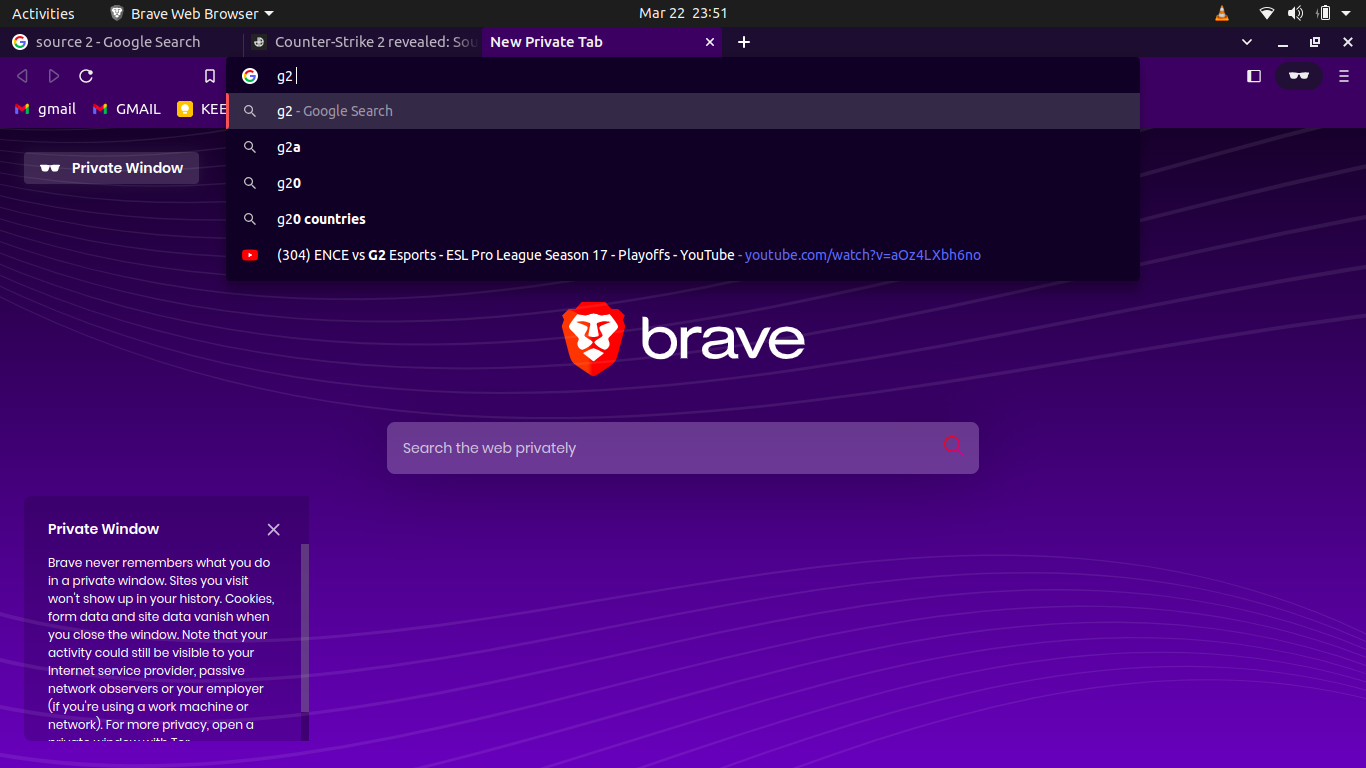 Activities Brave Web Browser Mar 22 23:51
source 2 - Google Search Counter-Strike 2 revealed: Sou New Private Tab
g2
gmail GMAIL KEE
g2 - Google Search
g2a
g20
g20 countries
(304) ENCE vs G2 Esports - ESL Pro League Season 17 - Playoffs - YouTube - youtube.com/watch?v=aOz4LXbh6no
Private Window
brave
Search the web privately
Private Window
Brave never remembers what you do
in a private window. Sites you visit
won't show up in your history. Cookies,
form data and site data vanish when
you close the window. Note that your
activity could still be visible to your
Internet service provider, passive
network observers or your employer
(if you're using a work machine or
network). For more privacy, open a
private window with Tor